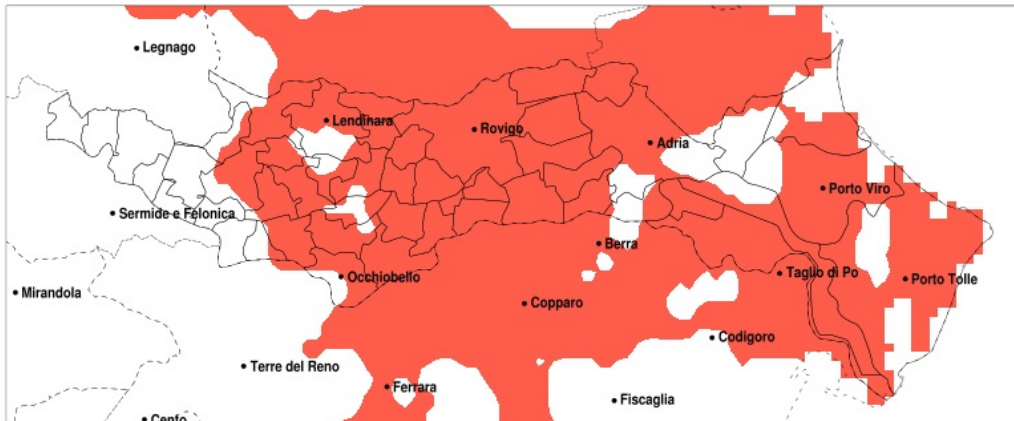 Legnago
Lendinara
Rovigo
Adria
Porto Viro
Sermide e Felonica
Berra
Occhiobello
Taglio di Po
Porto Tolle
Mirandola
Copparo
Codigoro
Terre del Reno
Ferrara
Fiscaglia
Cento